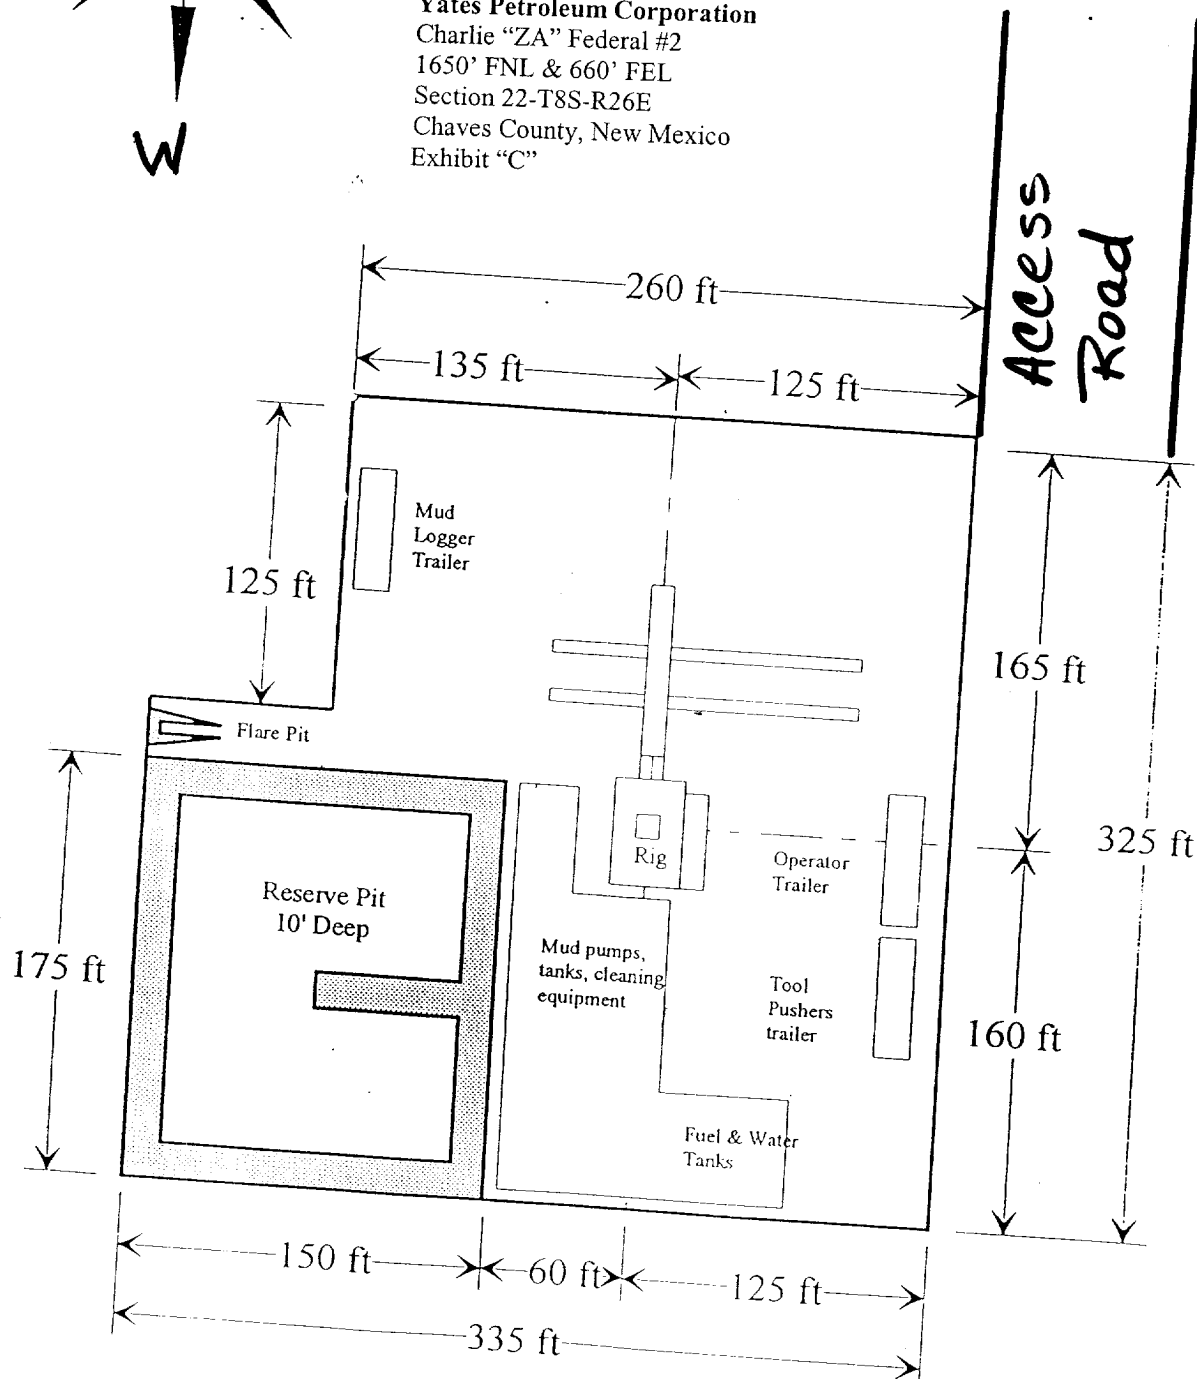 Yates Petroleum Corporation
Charlie “ZA” Federal #2
1650’ FNL & 660’ FEL
Section 22-T8S-R26E
Chaves County, New Mexico
Exhibit “C”
W
Access
Road
260 ft
135 ft
125 ft
Mud
Logger
Trailer
125 ft
165 ft
Flare Pit
325 ft
Rig
Operator
Trailer
Reserve Pit
10' Deep
Mud pumps,
tanks, cleaning
equipment
175 ft
Tool
Pushers
trailer
160 ft
Fuel & Water
Tanks
150 ft
60 ft
125 ft
335 ft